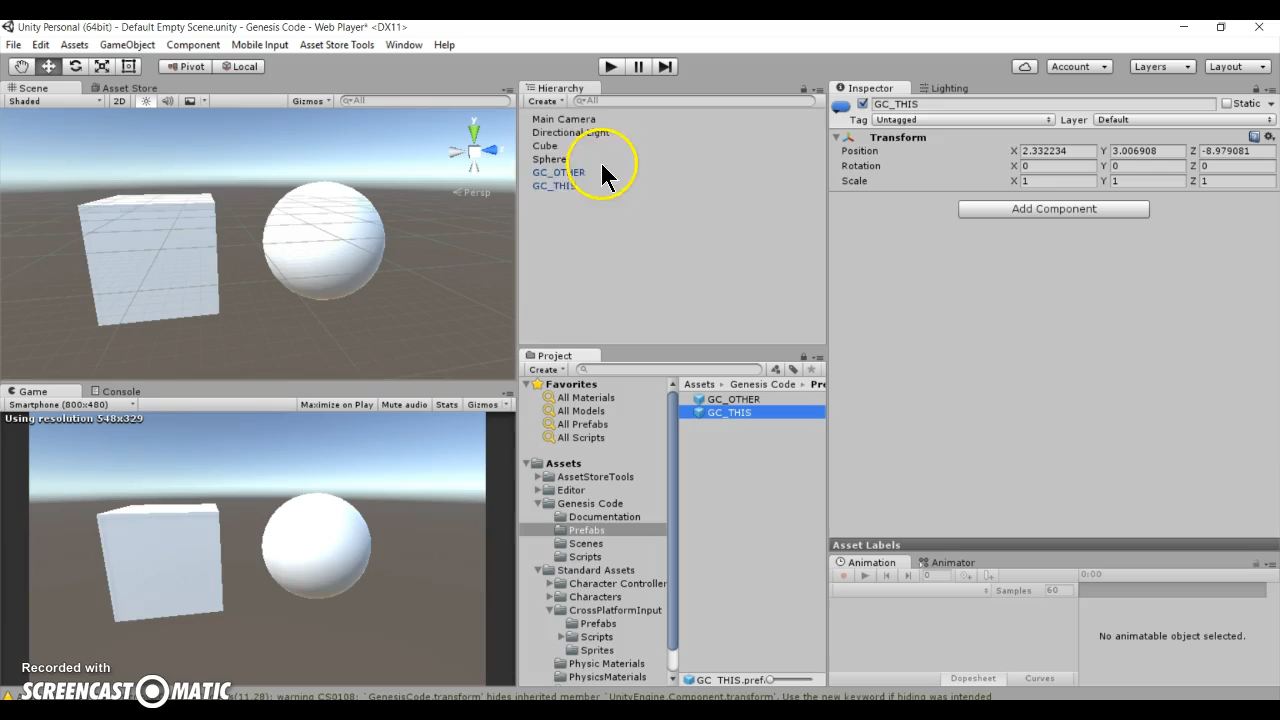 Unity Personal (64bit) - Default Empty Scene.unity - Genesis Code - Web Player* <DX11>
File Edit Assets GameObject Component Mobile Input Asset Store Tools Window Help
Pivot Local Account Layers Layout
Scene Asset Store
Shaded 2D Gizmos All
y
Persp
Hierarchy
Create All
Main Camera
Directional Light
Cube
Sphere
GC_OTHER
GC_THIS
Inspector Lighting
GC_THIS Static
Tag Untagged Layer Default
Transform
Position X 2.332234 Y 3.006908 Z -8.979081
Rotation X 0 Y 0 Z 0
Scale X 1 Y 1 Z 1
Add Component
Game Console
Smartphone (800x480) Maximize on Play Mute audio Stats Gizmos
Using resolution 548x329
Project
Create
Favorites
All Materials
All Models
All Prefabs
All Scripts
Assets
AssetStoreTools
Editor
Genesis Code
Documentation
Prefabs
Scenes
Scripts
Standard Assets
Character Controller
Characters
CrossPlatformInput
Prefabs
Scripts
Sprites
Physic Materials
PhysicsMaterials
Assets Genesis Code Pre
GC_OTHER
GC_THIS
GC_THIS.prefa
Asset Labels
Animation Animator
0 0:00
Samples 60
No animatable object selected.
Dopesheet Curves
Recorded with
SCREENCAST MATIC
(11,28): warning CS0108: `GenesisCode.transform' hides inherited member `UnityEngine.Component.transform'. Use the new keyword if hiding was intended